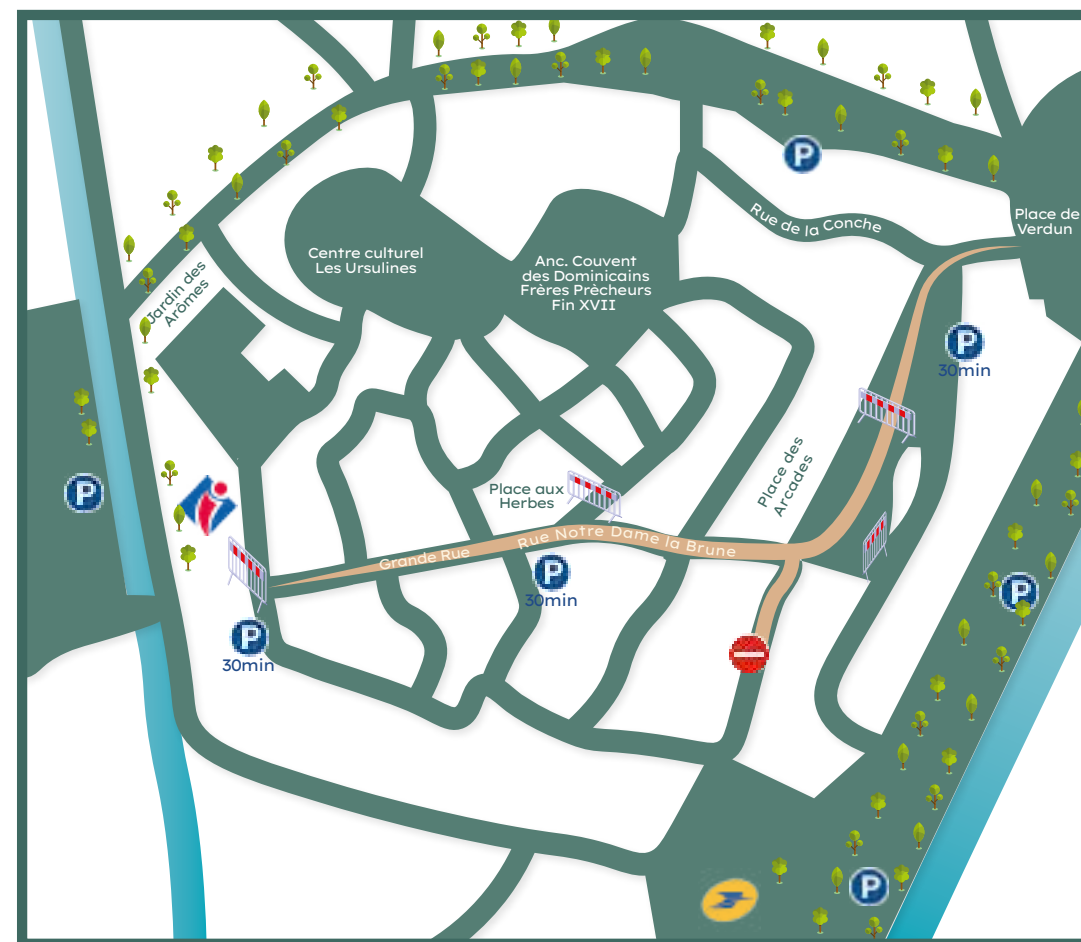 P
Rue de la Conche
Place de
Verdun
Centre culturel
Les Ursulines
Anc. Couvent
des Dominicains
Frères Prêcheurs
Fin XVII
Jardin des
Arômes
P
30min
Place des
Arcades
P
Place aux
Herbes
Rue Notre Dame la Brune
Grande Rue
P
30min
P
P
30min
P